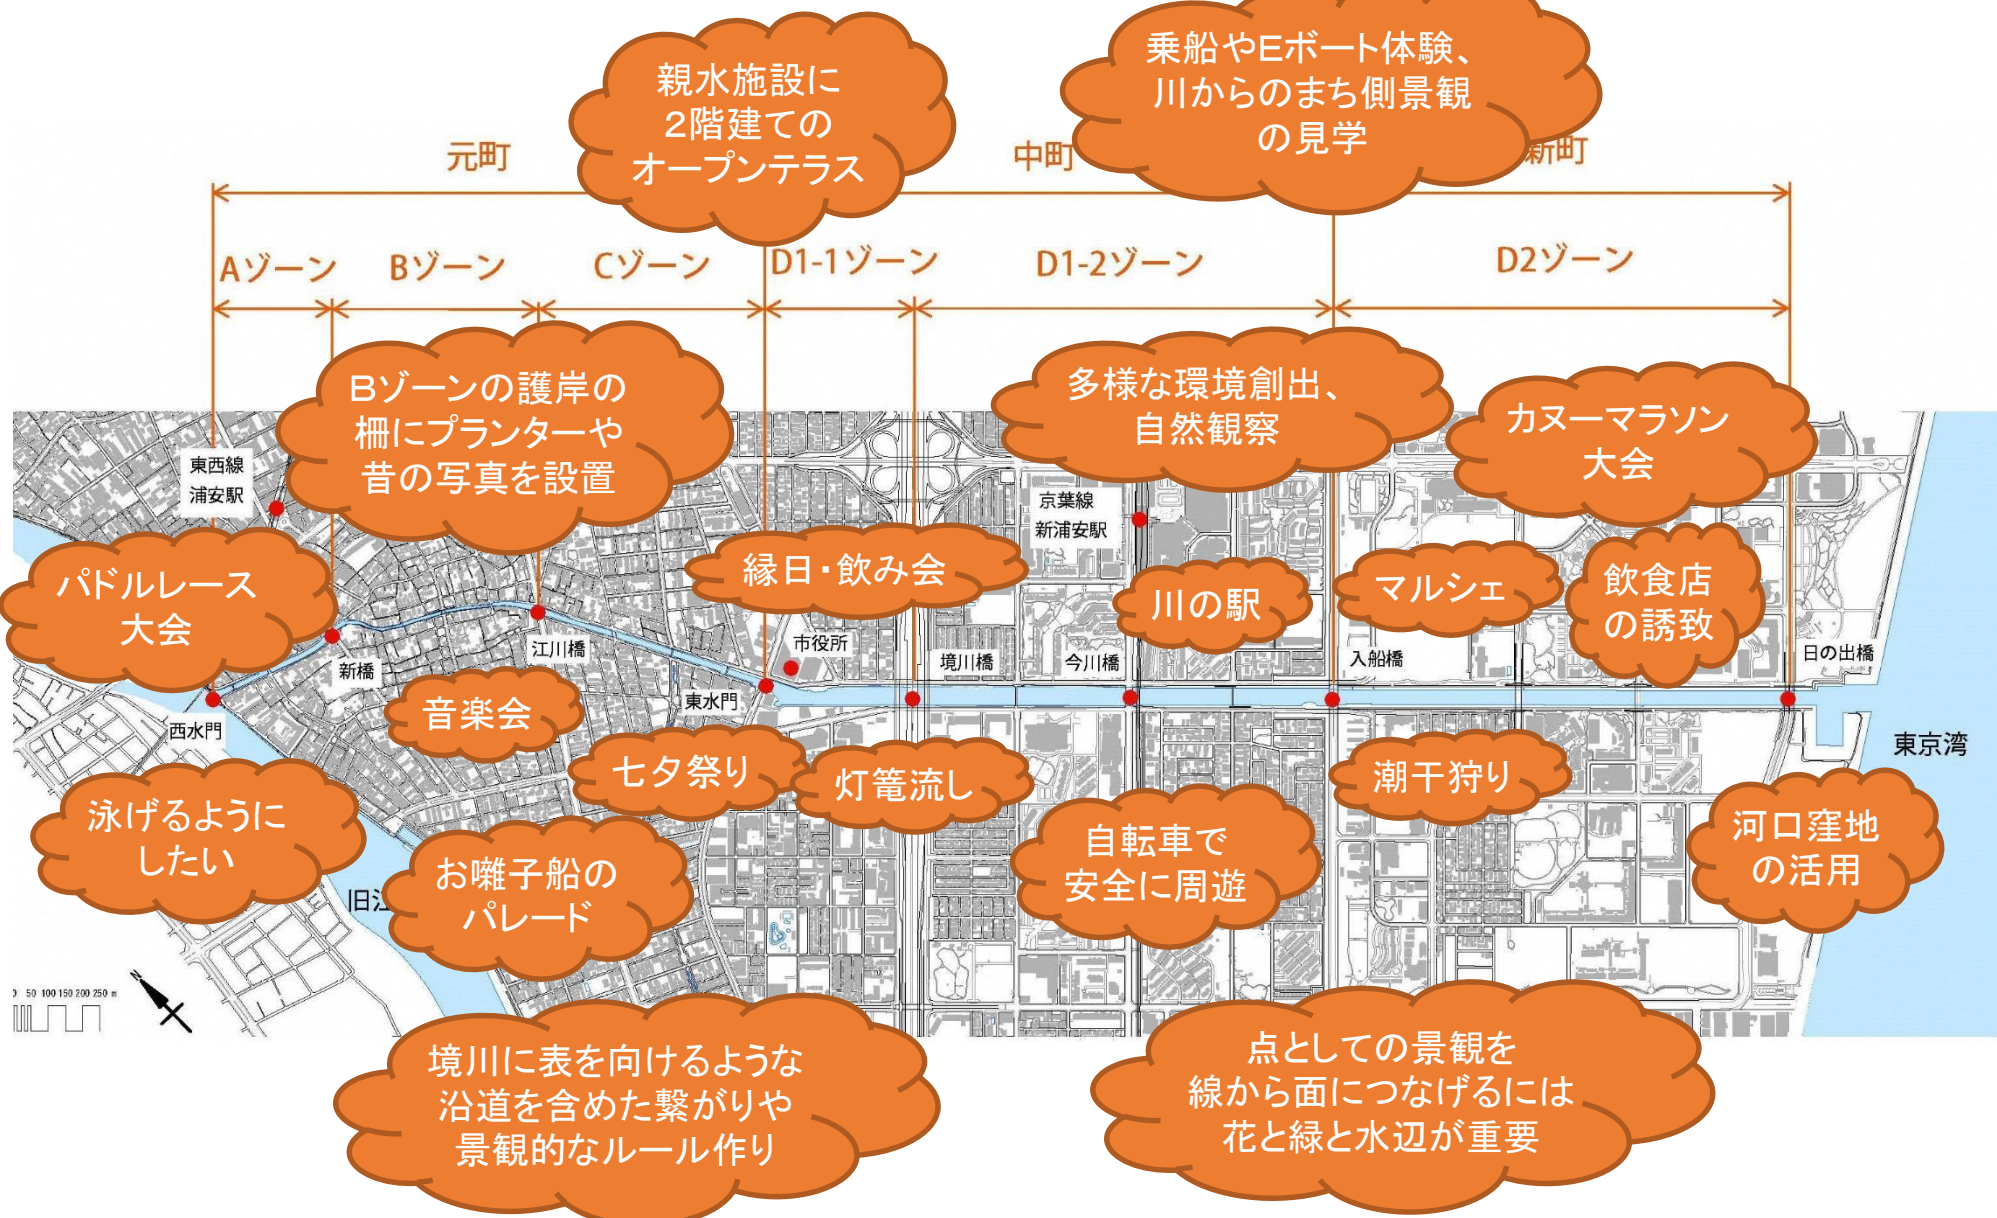 親水施設に
2階建ての
オープンテラス
乗船やEボート体験、
川からのまち側景観
の見学
元町
中町
新町
Aゾーン
Bゾーン
Cゾーン
D1-1ゾーン
D1-2ゾーン
D2ゾーン
Bゾーンの護岸の
柵にプランターや
昔の写真を設置
多様な環境創出、
自然観察
カヌーマラソン
大会
東西線
浦安駅
京葉線
新浦安駅
パドルレース
大会
縁日・飲み会
川の駅
マルシェ
飲食店
の誘致
新橋
江川橋
市役所
境川橋
今川橋
入船橋
日の出橋
西水門
音楽会
東水門
東京湾
七夕祭り
灯篭流し
潮干狩り
泳げるように
したい
お囃子船の
パレード
自転車で
安全に周遊
河口窪地
の活用
旧江
N
0 50 100 150 200 250 m
境川に表を向けるような
沿道を含めた繋がりや
景観的なルール作り
点としての景観を
線から面につなげるには
花と緑と水辺が重要